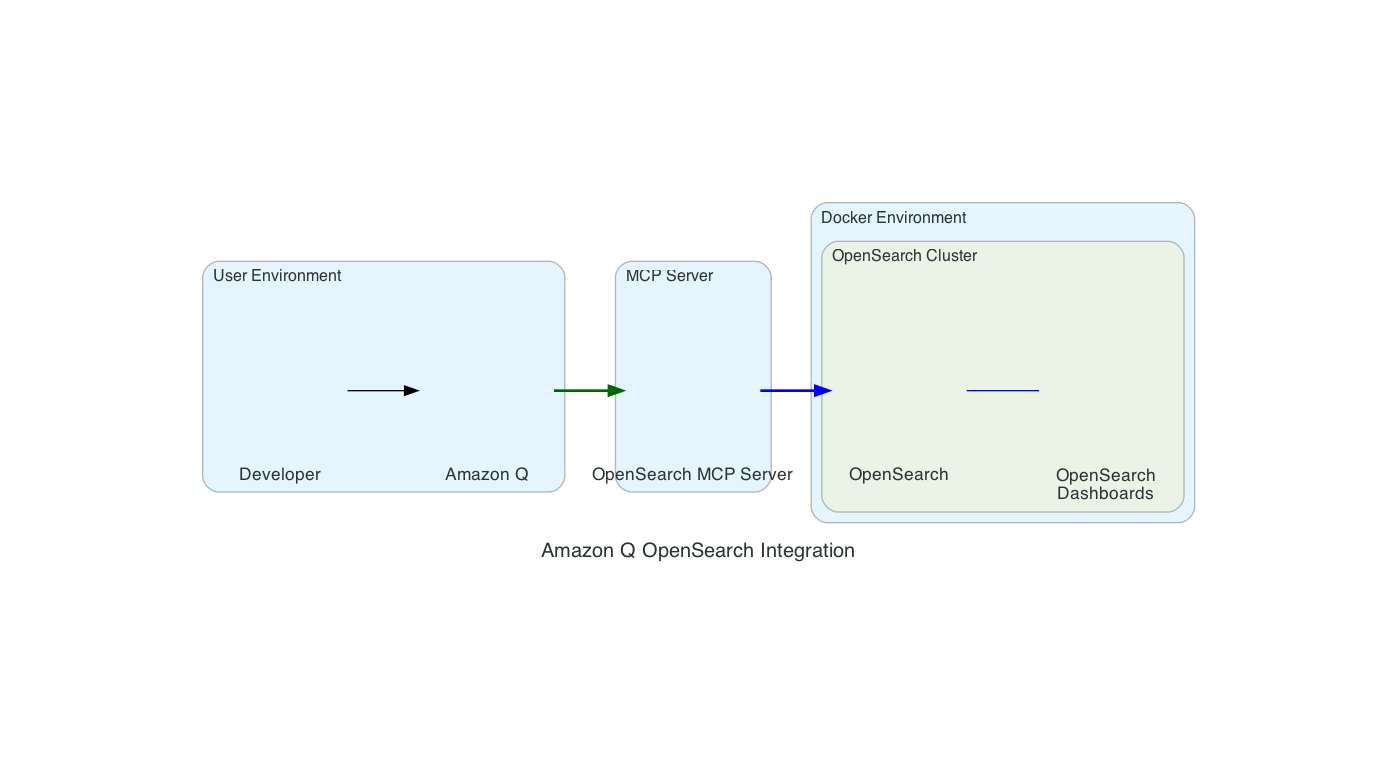 User Environment
Developer
Amazon Q
MCP Server
OpenSearch MCP Server
Docker Environment
OpenSearch Cluster
OpenSearch
OpenSearch
Dashboards
Amazon Q OpenSearch Integration